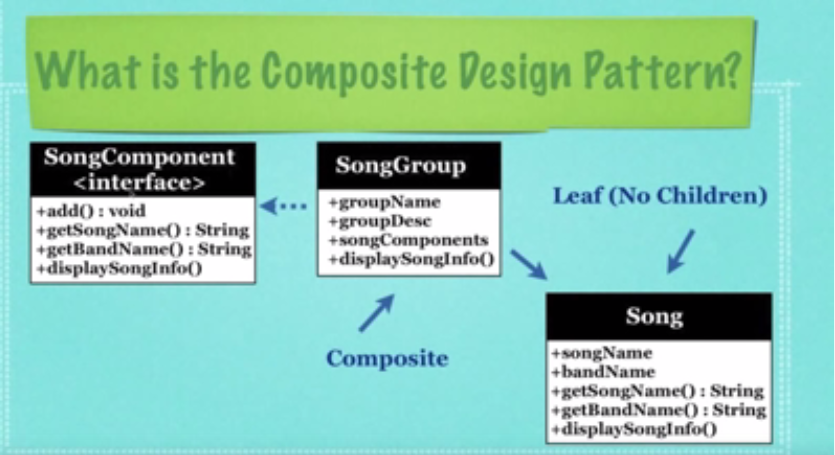 What is the Composite Design Pattern?
SongComponent
<interface>
+add() : void
+getSongName() : String
+getBandName() : String
+displaySongInfo()
SongGroup
+groupName
+groupDesc
+songComponents
+displaySongInfo()
Leaf (No Children)
Composite
Song
+songName
+bandName
+getSongName() : String
+getBandName() : String
+displaySongInfo()